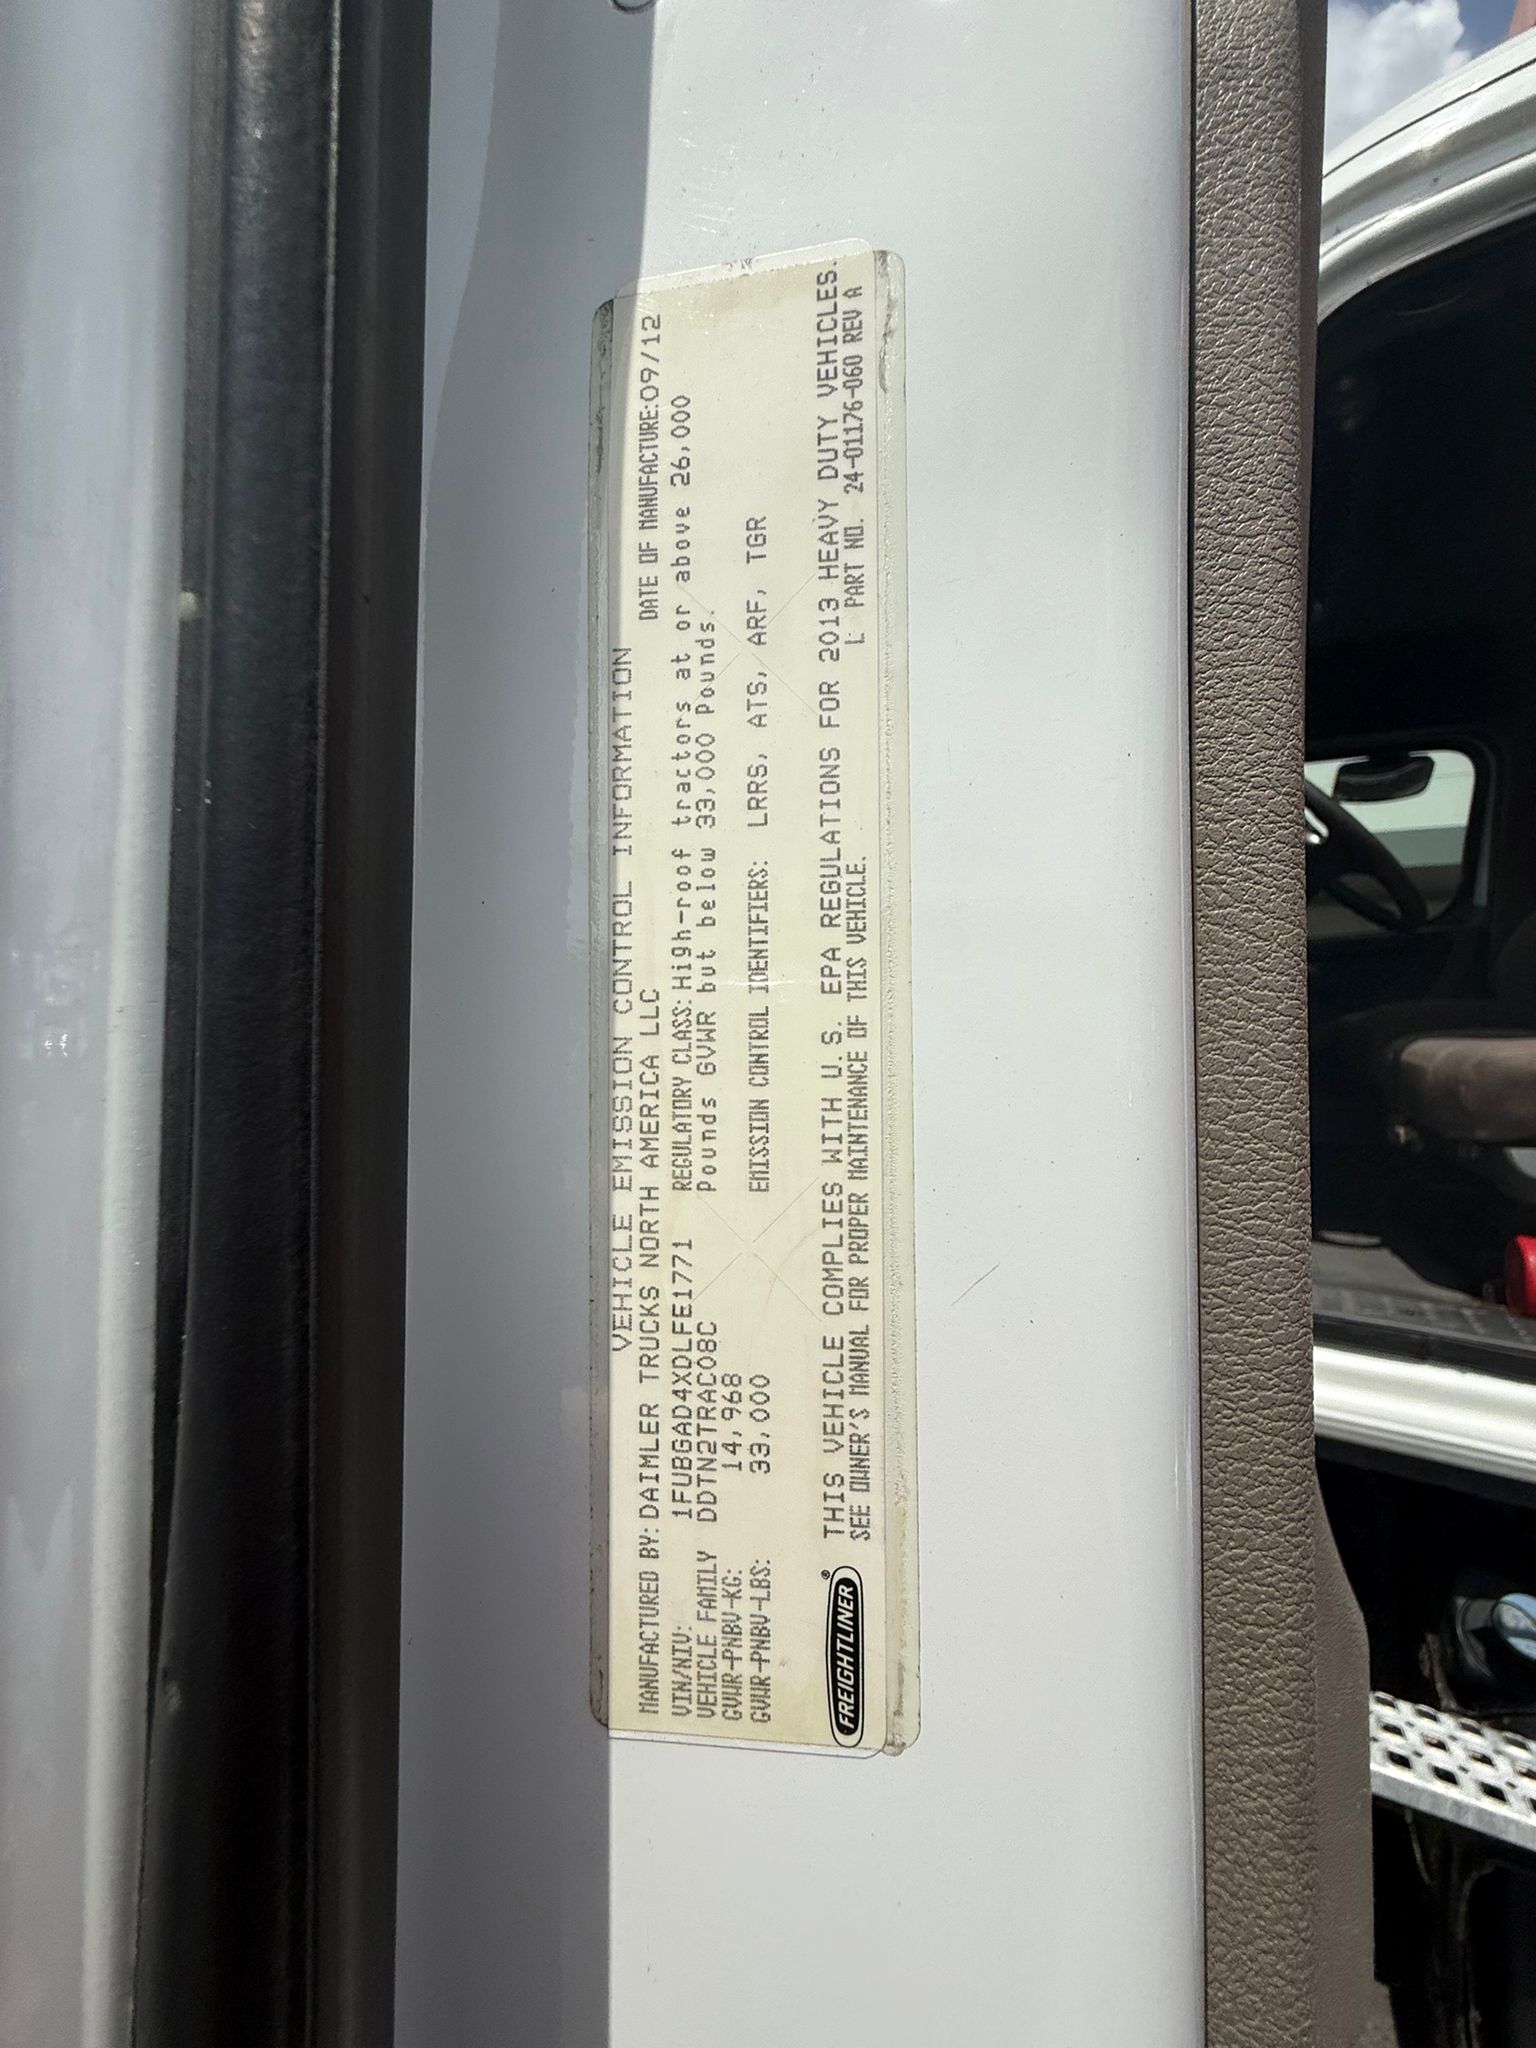 VEHICLE EMISSION CONTROL INFORMATION
MANUFACTURED BY: DAIMLER TRUCKS NORTH AMERICA LLC DATE OF MANUFACTURE: 09/12
VIN/NIV: 1FUBGAD4XDLFE1771 REGULATORY CLASS: High-roof tractors at or above 26,000
VEHICLE FAMILY DDTN2TRAC08C Pounds GVWR but below 33,000 Pounds.
GVWR-PNBV-KG: 14,968
GVWR-PNBV-LBS: 33,000 EMISSION CONTROL IDENTIFIERS: LRRS, ATS, ARF, TGR
THIS VEHICLE COMPLIES WITH U.S. EPA REGULATIONS FOR 2013 HEAVY DUTY VEHICLES.
SEE OWNER'S MANUAL FOR PROPER MAINTENANCE OF THIS VEHICLE. L: PART NO. 24-01176-060 REV A
FREIGHTLINER®